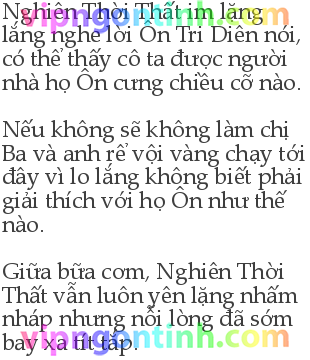 Nghiên Thời Thất im lặng
lắng nghe lời Ôn Tri Diên nói,
có thể thấy cô ta được người
nhà họ Ôn cưng chiều cỡ nào.
Nếu không sẽ không làm chị
Ba và anh rể vội vàng chạy tới
đây vì lo lắng không biết phải
giải thích với họ Ôn như thế
nào.
Giữa bữa cơm, Nghiên Thời
Thất vẫn luôn yên lặng nhấm
nháp nhưng nỗi lòng đã sớm
bay xa tít tắp.
vipngontinh.com
vipngontinh.com